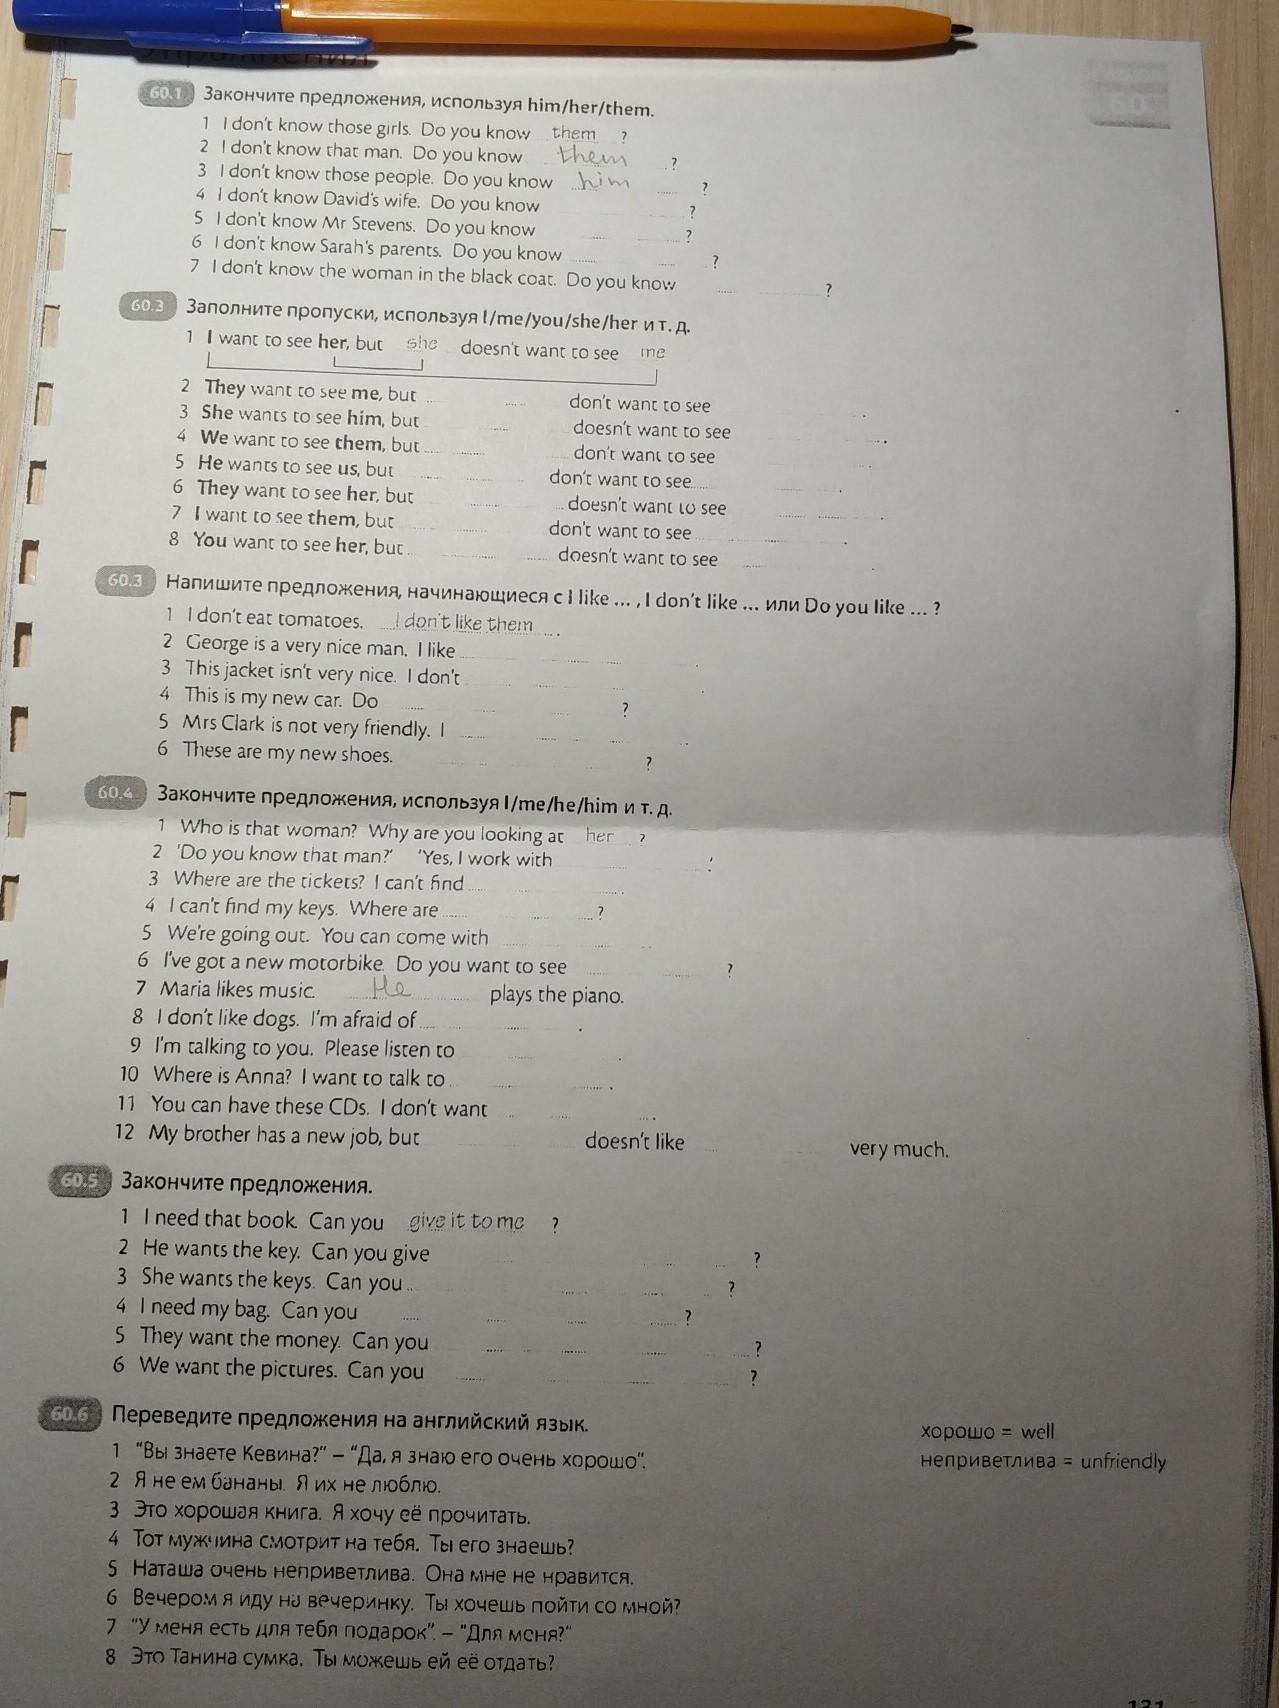 Упражнения
60
60.1 Закончите предложения, используя him/her/them.
1 I don't know those girls. Do you know them ?
2 I don't know that man. Do you know them ?
3 I don't know those people. Do you know him ?
4 I don't know David's wife. Do you know ?
5 I don't know Mr Stevens. Do you know ?
6 I don't know Sarah's parents. Do you know ?
7 I don't know the woman in the black coat. Do you know ?
60.3 Заполните пропуски, используя I/me/you/she/her и т. д.
1 I want to see her, but she doesn't want to see me
2 They want to see me, but don't want to see .
3 She wants to see him, but doesn't want to see .
4 We want to see them, but don't want to see .
5 He wants to see us, but don't want to see .
6 They want to see her, but doesn't want to see .
7 I want to see them, but don't want to see .
8 You want to see her, but doesn't want to see .
60.3 Напишите предложения, начинающиеся с I like ... , I don't like ... или Do you like ... ?
1 I don't eat tomatoes. I don't like them .
2 George is a very nice man. I like .
3 This jacket isn't very nice. I don't .
4 This is my new car. Do ?
5 Mrs Clark is not very friendly. I .
6 These are my new shoes. ?
60.4 Закончите предложения, используя I/me/he/him и т. д.
1 Who is that woman? Why are you looking at her ?
2 'Do you know that man?' 'Yes, I work with .'
3 Where are the tickets? I can't find .
4 I can't find my keys. Where are ?
5 We're going out. You can come with .
6 I've got a new motorbike. Do you want to see ?
7 Maria likes music. He plays the piano.
8 I don't like dogs. I'm afraid of .
9 I'm talking to you. Please listen to .
10 Where is Anna? I want to talk to .
11 You can have these CDs. I don't want .
12 My brother has a new job, but doesn't like very much.
60.5 Закончите предложения.
1 I need that book. Can you give it to me ?
2 He wants the key. Can you give ?
3 She wants the keys. Can you ?
4 I need my bag. Can you ?
5 They want the money. Can you ?
6 We want the pictures. Can you ?
60.6 Переведите предложения на английский язык.
хорошо = well
1 "Вы знаете Кевина?" – "Да, я знаю его очень хорошо".
неприветлива = unfriendly
2 Я не ем бананы. Я их не люблю.
3 Это хорошая книга. Я хочу её прочитать.
4 Тот мужчина смотрит на тебя. Ты его знаешь?
5 Наташа очень неприветлива. Она мне не нравится.
6 Вечером я иду на вечеринку. Ты хочешь пойти со мной?
7 "У меня есть для тебя подарок". – "Для меня?"
8 Это Танина сумка. Ты можешь ей её отдать?
131